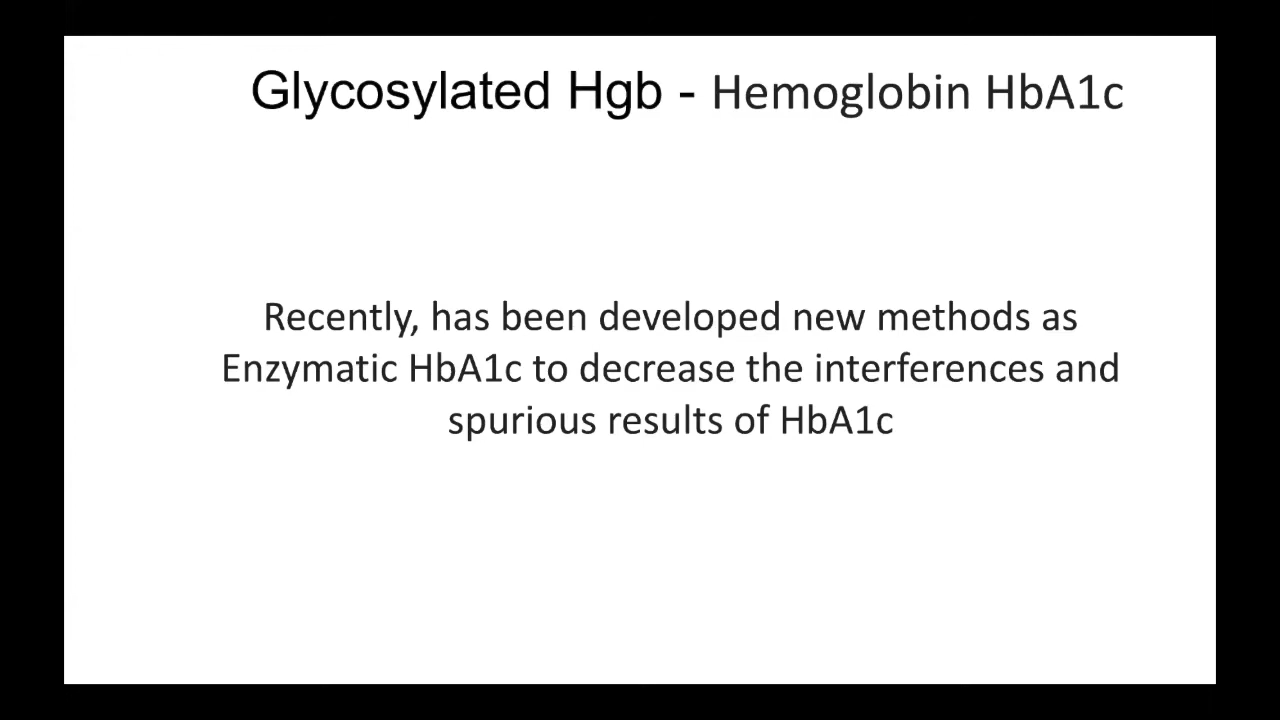 Glycosylated Hgb - Hemoglobin HbA1c
Recently, has been developed new methods as
Enzymatic HbA1c to decrease the interferences and
spurious results of HbA1c